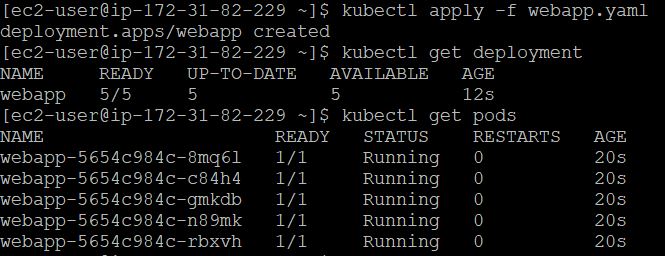 [ec2-user@ip-172-31-82-229 ~]$ kubectl apply -f webapp.yaml
deployment.apps/webapp created
[ec2-user@ip-172-31-82-229 ~]$ kubectl get deployment
NAME READY UP-TO-DATE AVAILABLE AGE
webapp 5/5 5 5 12s
[ec2-user@ip-172-31-82-229 ~]$ kubectl get pods
NAME READY STATUS RESTARTS AGE
webapp-5654c984c-8mq6l 1/1 Running 0 20s
webapp-5654c984c-c84h4 1/1 Running 0 20s
webapp-5654c984c-gmkdb 1/1 Running 0 20s
webapp-5654c984c-n89mk 1/1 Running 0 20s
webapp-5654c984c-rbxvh 1/1 Running 0 20s